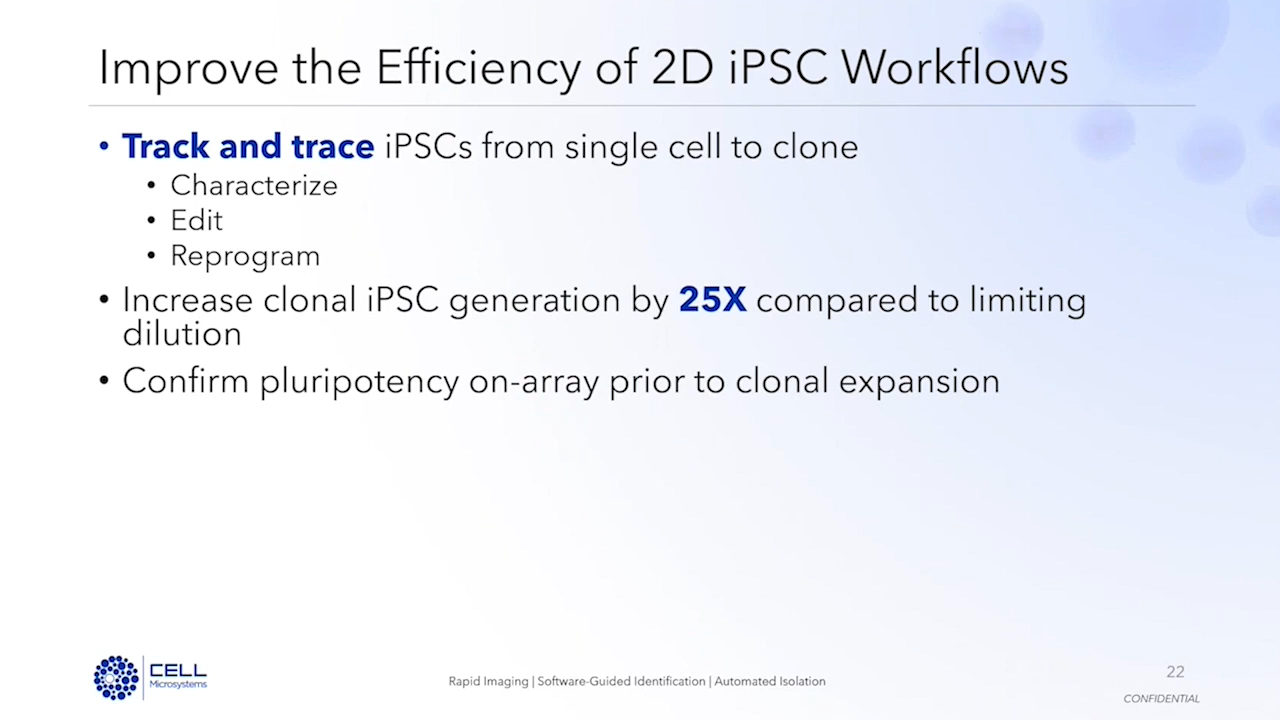 Improve the Efficiency of 2D iPSC Workflows
• Track and trace iPSCs from single cell to clone
• Characterize
• Edit
• Reprogram
• Increase clonal iPSC generation by 25X compared to limiting
dilution
• Confirm pluripotency on-array prior to clonal expansion
CELL
Microsystems
Rapid Imaging | Software-Guided Identification | Automated Isolation
22
CONFIDENTIAL